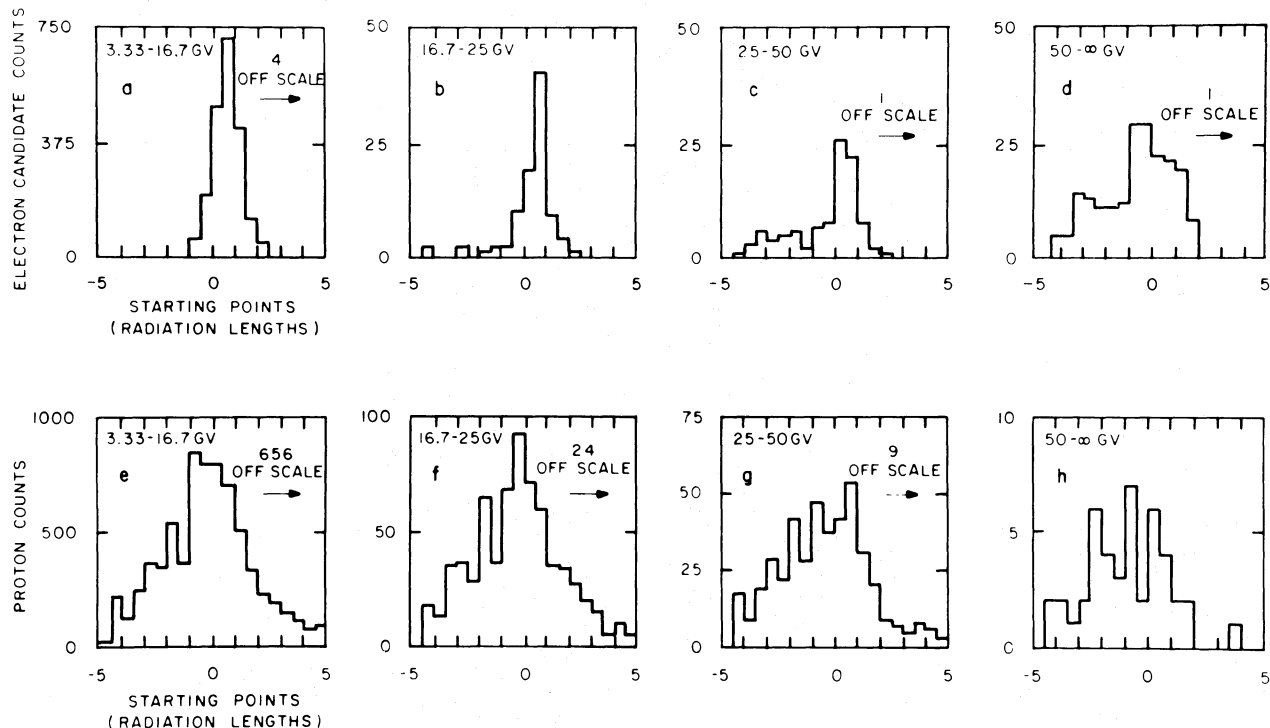 ELECTRON CANDIDATE COUNTS
750
375
0
3.33-16.7 GV
a
4
OFF SCALE
-5
0
5
STARTING POINTS
(RADIATION LENGTHS)
50
25
0
16.7-25 GV
b
-5
0
5
50
25
0
25-50 GV
c
1
OFF SCALE
-5
0
5
50
25
0
50-∞ GV
d
1
OFF SCALE
-5
0
5
PROTON COUNTS
1000
500
0
3.33-16.7 GV
e
656
OFF SCALE
-5
0
5
STARTING POINTS
(RADIATION LENGTHS)
100
50
0
16.7-25 GV
f
24
OFF SCALE
-5
0
5
75
50
25
0
25-50 GV
g
9
OFF SCALE
-5
0
5
10
5
0
50-∞ GV
h
-5
0
5